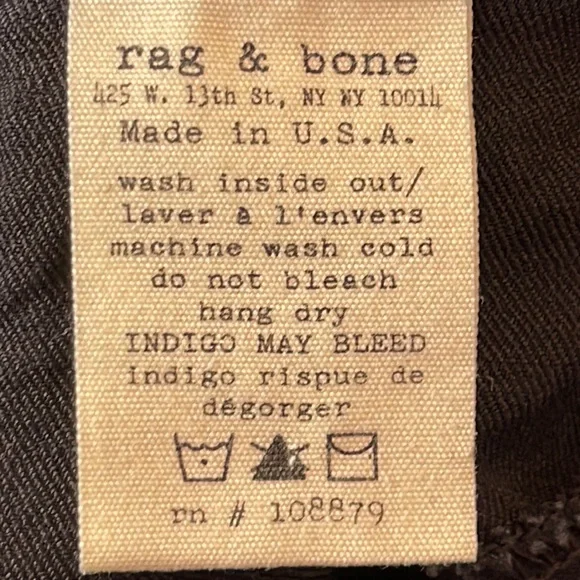 rag & bone
425 W. 13th St, NY NY 10014
Made in U.S.A.
wash inside out/
laver à l'envers
machine wash cold
do not bleach
hang dry
INDIGO MAY BLEED
indigo rispue de
dégorger
rn # 108879